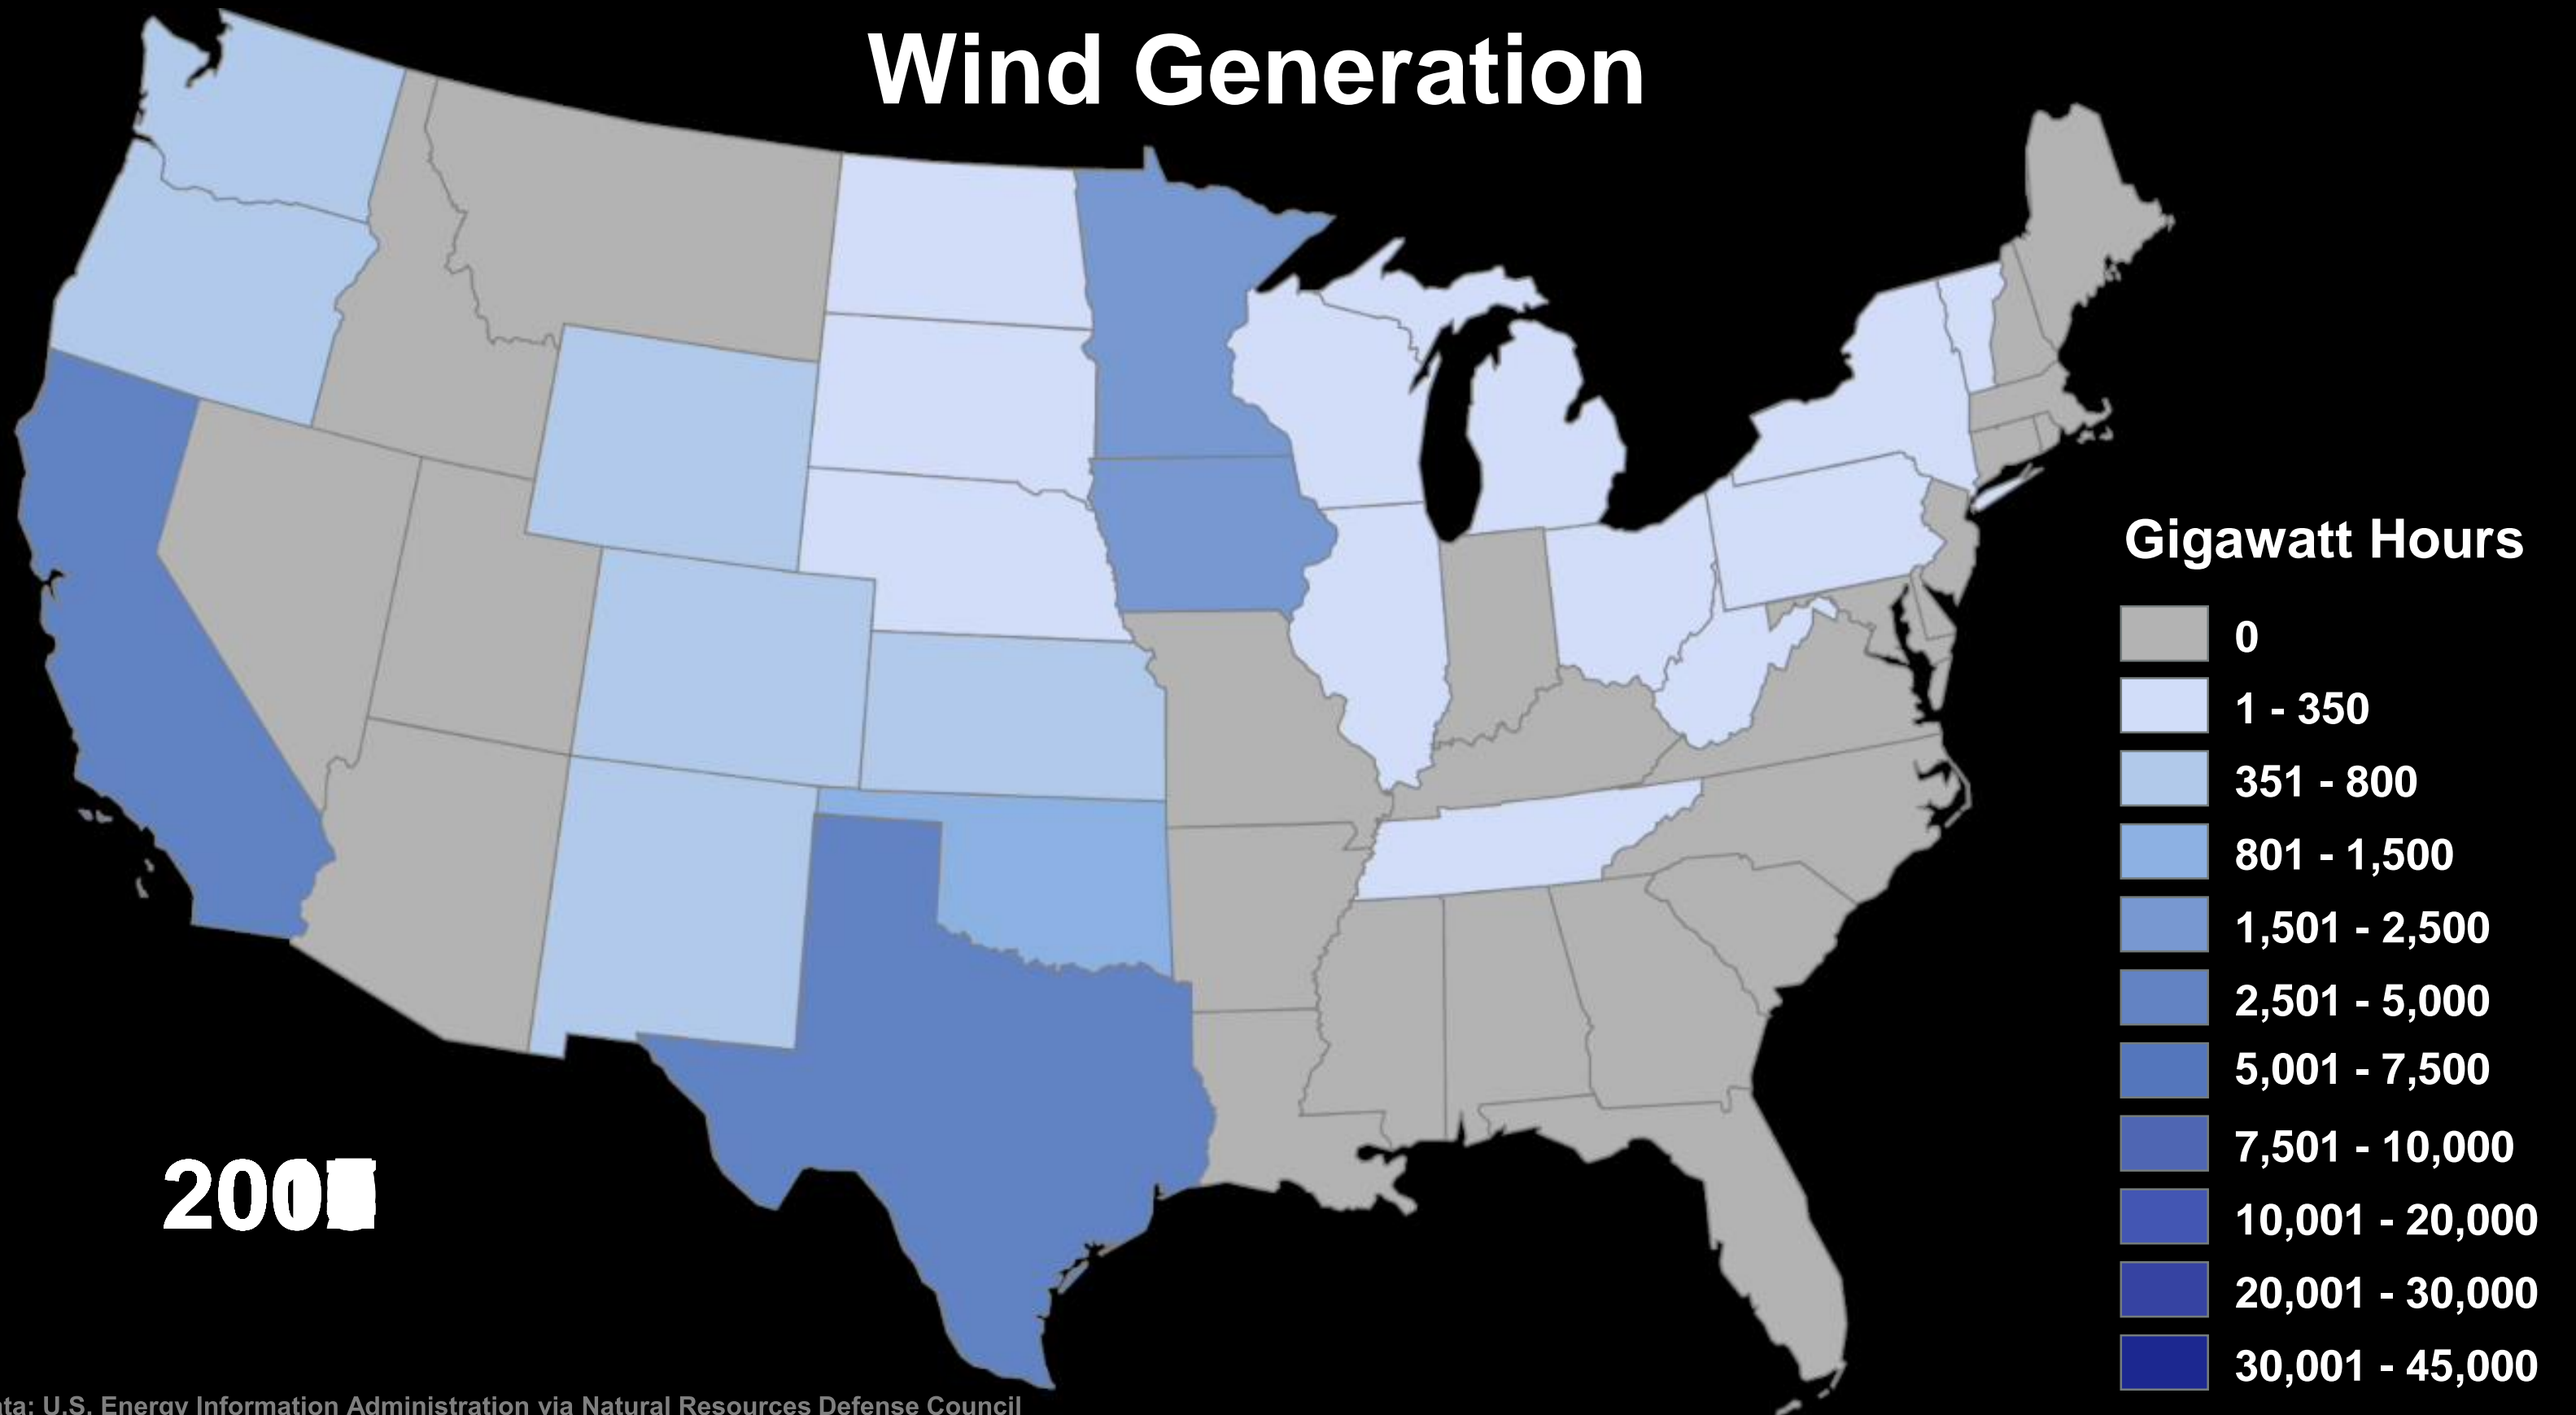 Wind Generation
Gigawatt Hours
0
1 - 350
351 - 800
801 - 1,500
1,501 - 2,500
2,501 - 5,000
5,001 - 7,500
7,501 - 10,000
10,001 - 20,000
20,001 - 30,000
30,001 - 45,000
200
U.S. Energy Information Administration via Natural Resources Defense Council